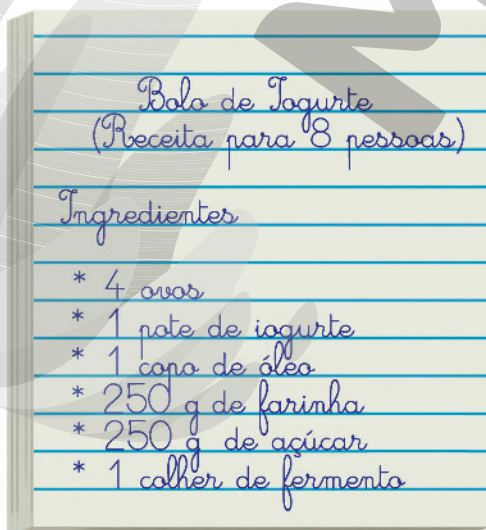 Bolo de Iogurte
(Receita para 8 pessoas)
Ingredientes
* 4 ovos
* 1 pote de iogurte
* 1 copo de óleo
* 250 g de farinha
* 250 g de açúcar
* 1 colher de fermento